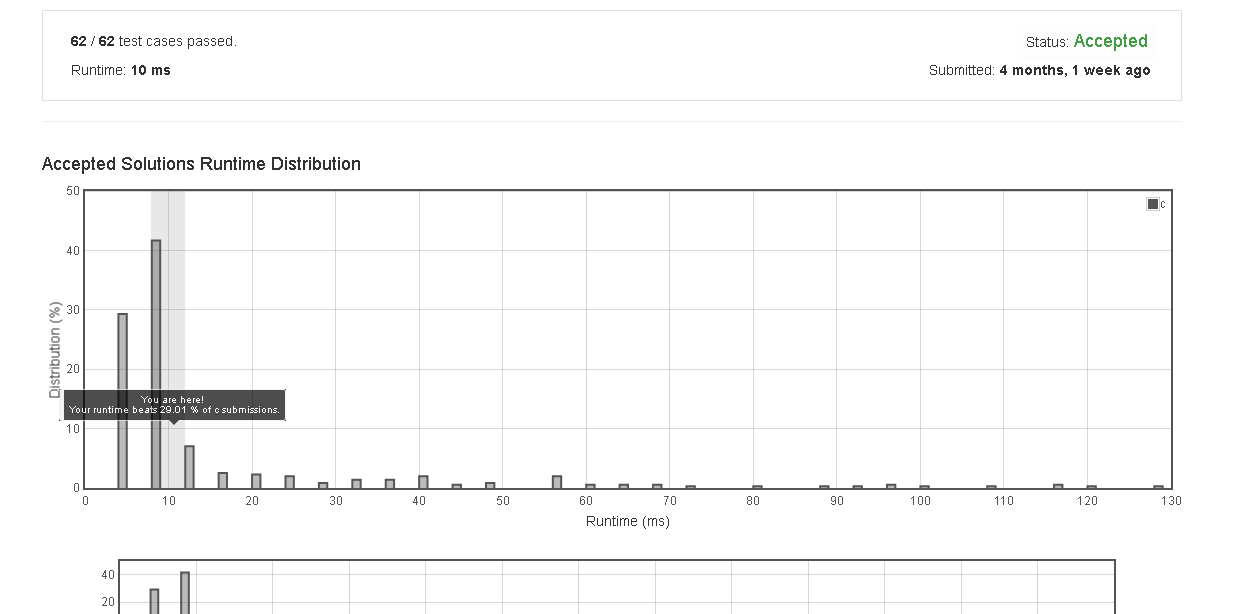 62 / 62 test cases passed.
Status: Accepted
Runtime: 10 ms
Submitted: 4 months, 1 week ago
Accepted Solutions Runtime Distribution
50
c
40
30
Distribution (%)
20
You are here!
Your runtime beats 29.01 % of c submissions.
10
0
0 10 20 30 40 50 60 70 80 90 100 110 120 130
Runtime (ms)
40
20